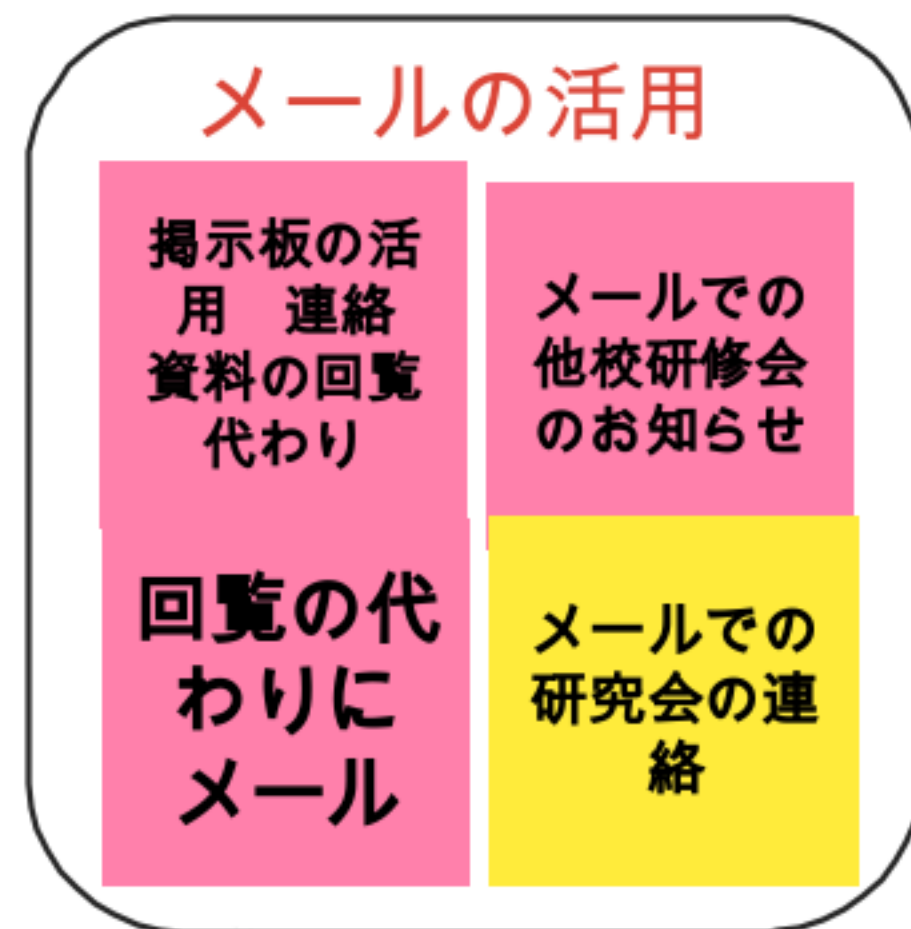 メールの活用
掲示板の活
用　連絡
資料の回覧
代わり
メールでの
他校研修会
のお知らせ
回覧の代
わりに
メール
メールでの
研究会の連
絡